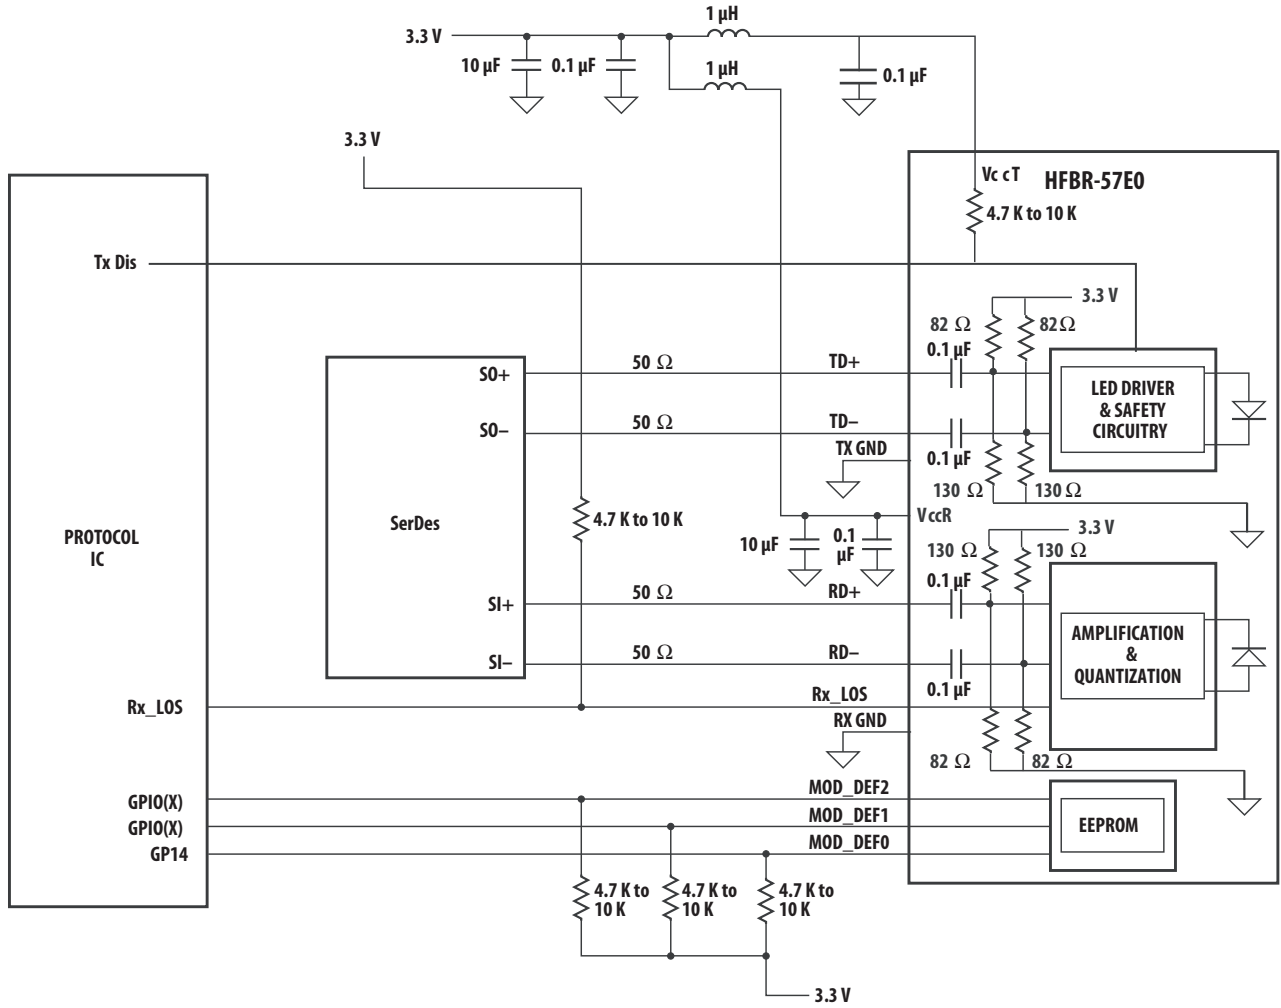 1 µH
3.3 V
10 µF
0.1 µF
1 µH
0.1 µF
3.3 V
Vc cT
HFBR-57E0
4.7 K to 10 K
Tx Dis
3.3 V
82 Ω
82Ω
0.1 µF
SO+
50 Ω
TD+
LED DRIVER
& SAFETY
CIRCUITRY
SO–
50 Ω
TD–
TX GND
0.1 µF
130 Ω
130 Ω
SerDes
4.7 K to 10 K
VccR
PROTOCOL
IC
10 µF
0.1
µF
3.3 V
130 Ω
130 Ω
0.1 µF
SI+
50 Ω
RD+
AMPLIFICATION
&
QUANTIZATION
SI–
50 Ω
RD–
0.1 µF
Rx_LOS
Rx_LOS
RX GND
82 Ω
82 Ω
GPIO(X)
MOD_DEF2
GPIO(X)
MOD_DEF1
EEPROM
GP14
MOD_DEF0
4.7 K to
10 K
4.7 K to
10 K
4.7 K to
10 K
3.3 V